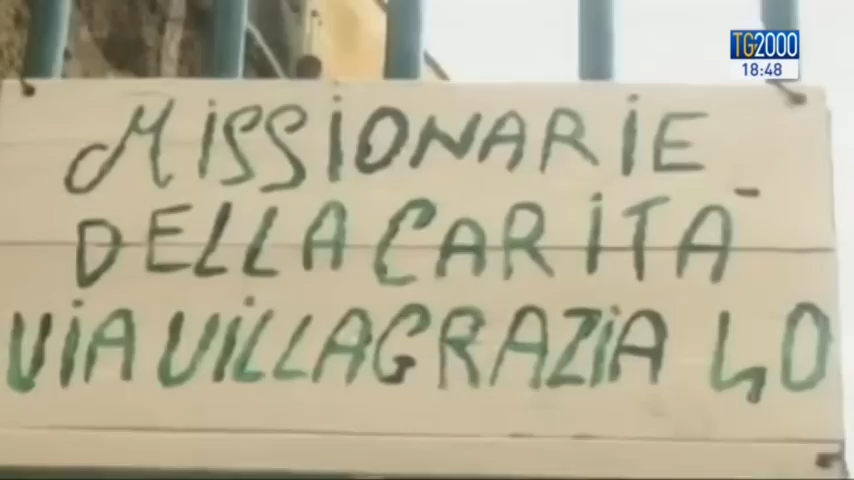 TG2000
18:48
MiSSiONARiE
DELLA CARiTÀ
ViA ViLLAGRAZiA 40